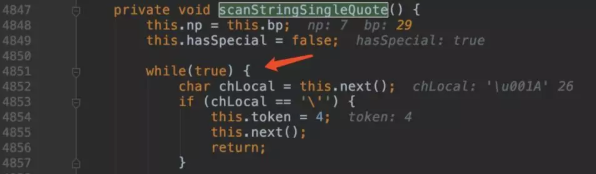 4847 private void scanStringSingleQuote() {
4848 this.np = this.bp; np: 7 bp: 29
4849 this.hasSpecial = false; hasSpecial: true
4850
4851 while(true) {
4852 char chLocal = this.next(); chLocal: '\u001A' 26
4853 if (chLocal == '\'') {
4854 this.token = 4; token: 4
4855 this.next();
4856 return;
4857 }